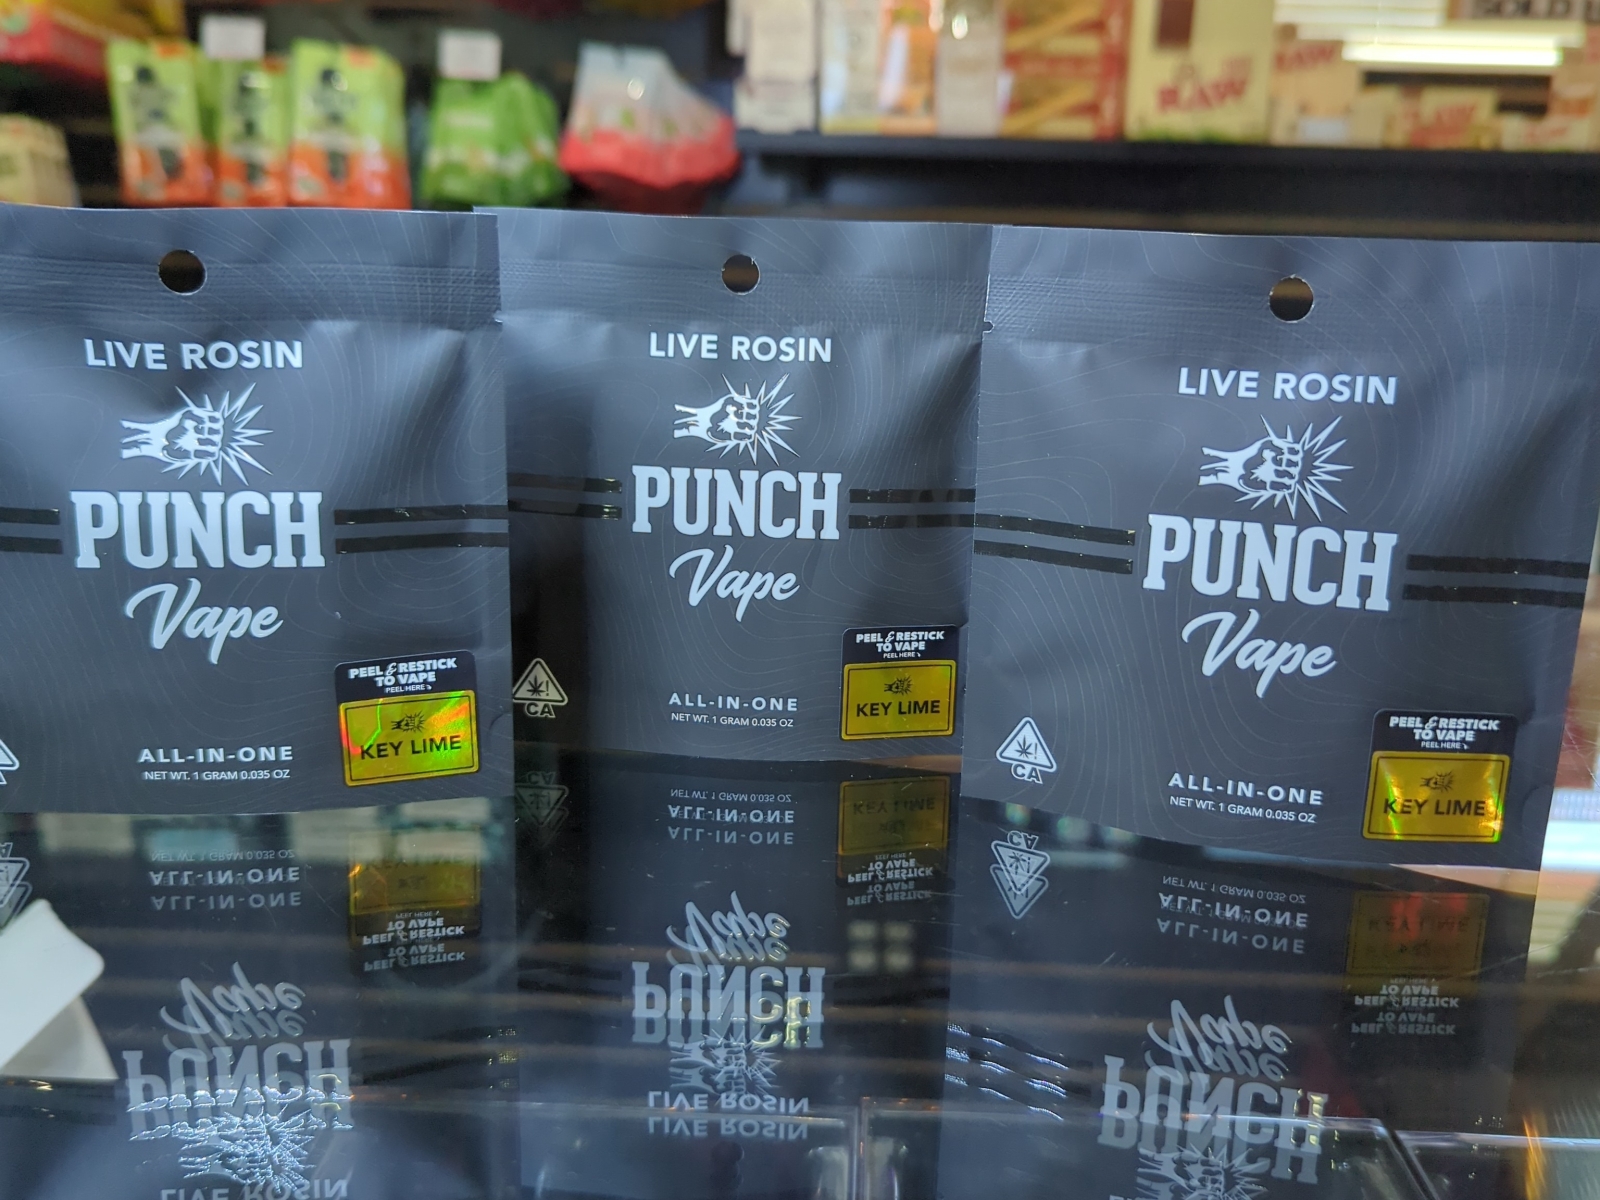 SOLD
RAW
RAW
RAW
LIVE ROSIN
PUNCH
Vape
PEEL & RESTICK
TO VAPE
PEEL HERE
KEY LIME
ALL-IN-ONE
NET WT. 1 GRAM 0.035 OZ
LIVE ROSIN
PUNCH
Vape
CA
PEEL & RESTICK
TO VAPE
PEEL HERE
KEY LIME
ALL-IN-ONE
NET WT. 1 GRAM 0.035 OZ
LIVE ROSIN
PUNCH
Vape
CA
PEEL & RESTICK
TO VAPE
PEEL HERE
KEY LIME
ALL-IN-ONE
NET WT. 1 GRAM 0.035 OZ